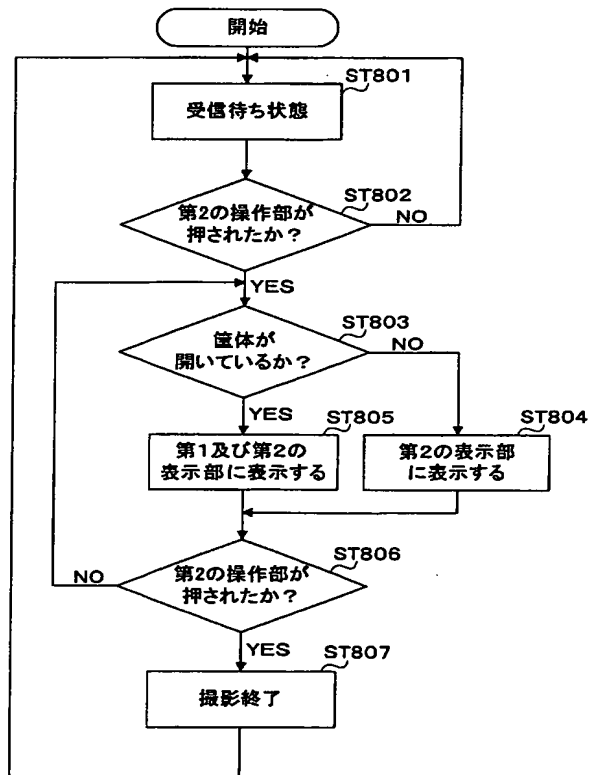 開始
ST801
受信待ち状態
ST802
第2の操作部が
押されたか？
NO
YES
ST803
筐体が
開いているか？
NO
YES
ST805
第1及び第2の
表示部に表示する
ST804
第2の表示部
に表示する
ST806
第2の操作部が
押されたか？
NO
YES
ST807
撮影終了